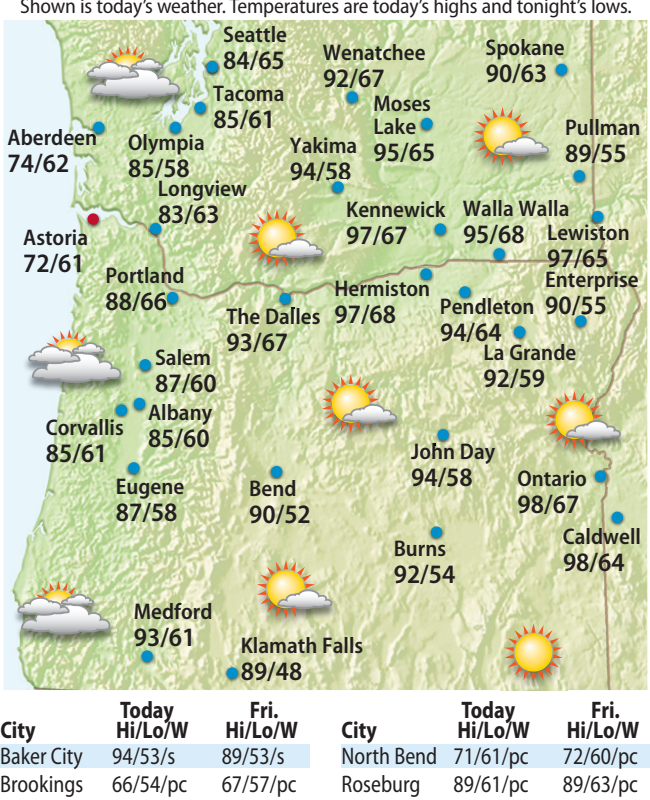 Shown is today's weather. Temperatures are today's highs and tonight's lows.
Seattle
84/65
Wenatchee
92/67
Spokane
90/63
Tacoma
85/61
Moses
Lake
95/65
Aberdeen
74/62
Olympia
85/58
Yakima
94/58
Pullman
89/55
Longview
83/63
Kennewick
97/67
Walla Walla
95/68
Lewiston
97/65
Astoria
72/61
Portland
88/66
The Dalles
93/67
Hermiston
97/68
Pendleton
94/64
Enterprise
90/55
La Grande
92/59
Salem
87/60
Albany
85/60
Corvallis
85/61
Eugene
87/58
Bend
90/52
John Day
94/58
Ontario
98/67
Caldwell
98/64
Burns
92/54
Medford
93/61
Klamath Falls
89/48
Today Fri. Today Fri.
City Hi/Lo/W Hi/Lo/W City Hi/Lo/W Hi/Lo/W
Baker City 94/53/s 89/53/s North Bend 71/61/pc 72/60/pc
Brookings 66/54/pc 67/57/pc Roseburg 89/61/pc 89/63/pc